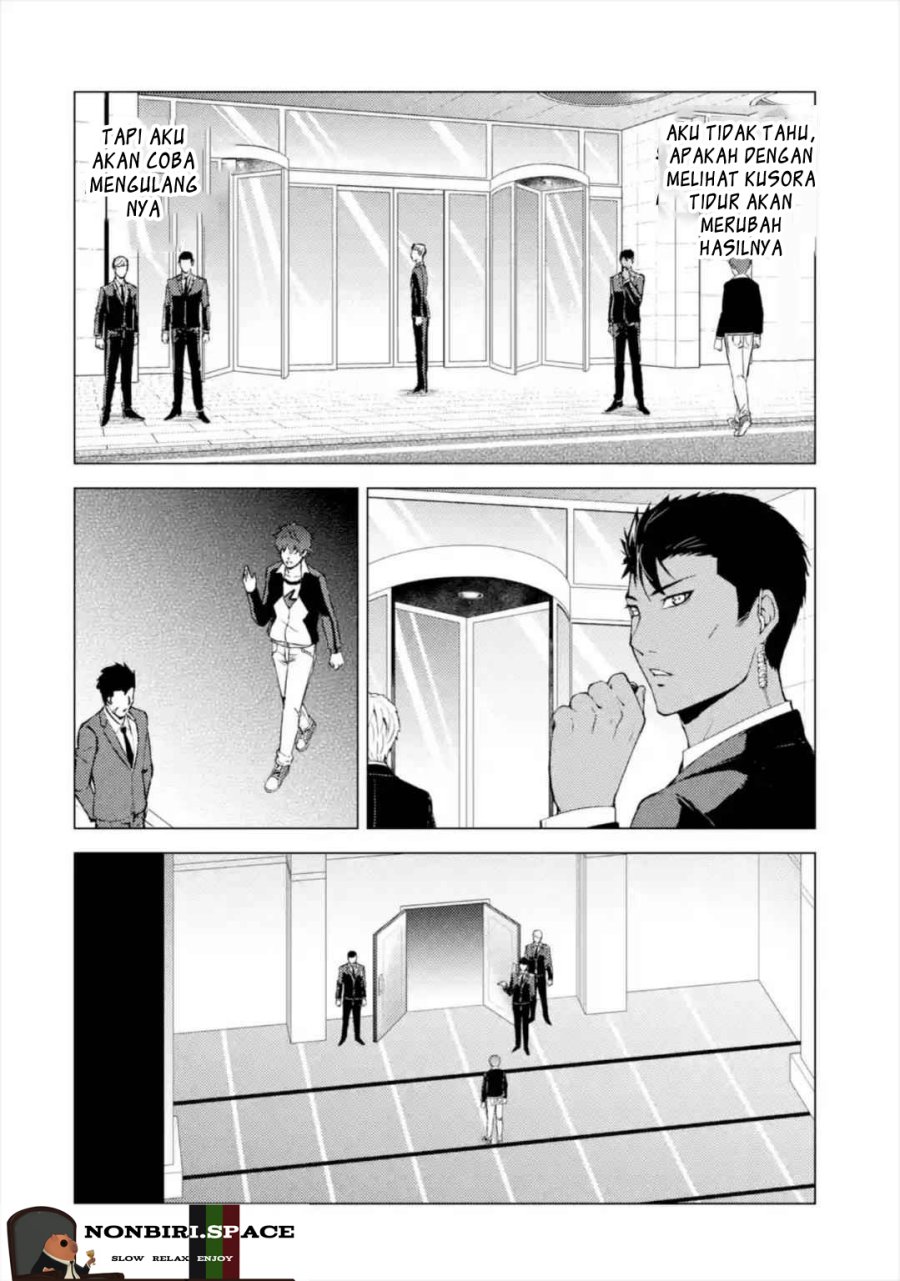 AKU TIDAK TAHU,
APAKAH DENGAN
MELIHAT KUSORA
TIDUR AKAN
MERUBAH
HASILNYA
TAPI AKU
AKAN COBA
MENGULANG
NYA
NONBIRI.SPACE
SLOW RELAX ENJOY